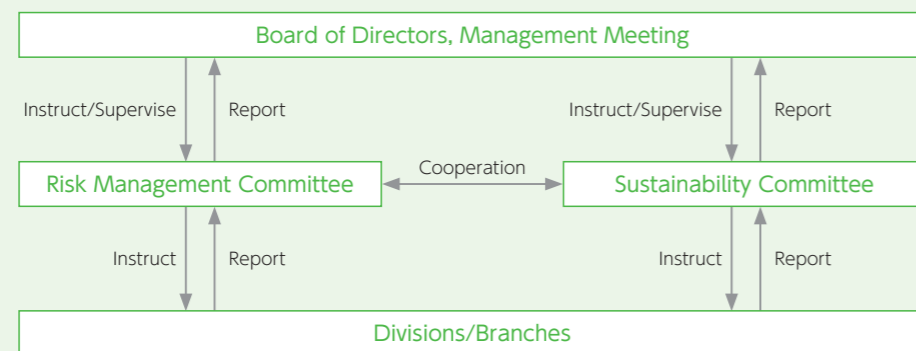 Board of Directors, Management Meeting
Instruct/Supervise
Report
Instruct/Supervise
Report
Risk Management Committee
Cooperation
Sustainability Committee
Instruct
Report
Instruct
Report
Divisions/Branches